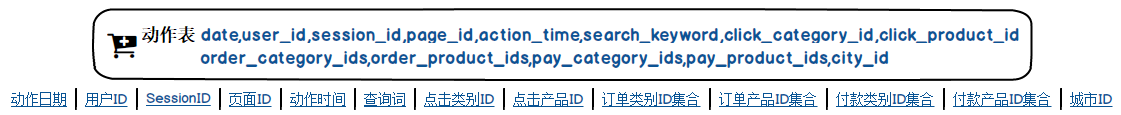 动作表 date,user_id,session_id,page_id,action_time,search_keyword,click_category_id,click_product_id
order_category_ids,order_product_ids,pay_category_ids,pay_product_ids,city_id
动作日期 | 用户ID | SessionID | 页面ID | 动作时间 | 查询词 | 点击类别ID | 点击产品ID | 订单类别ID集合 | 订单产品ID集合 | 付款类别ID集合 | 付款产品ID集合 | 城市ID